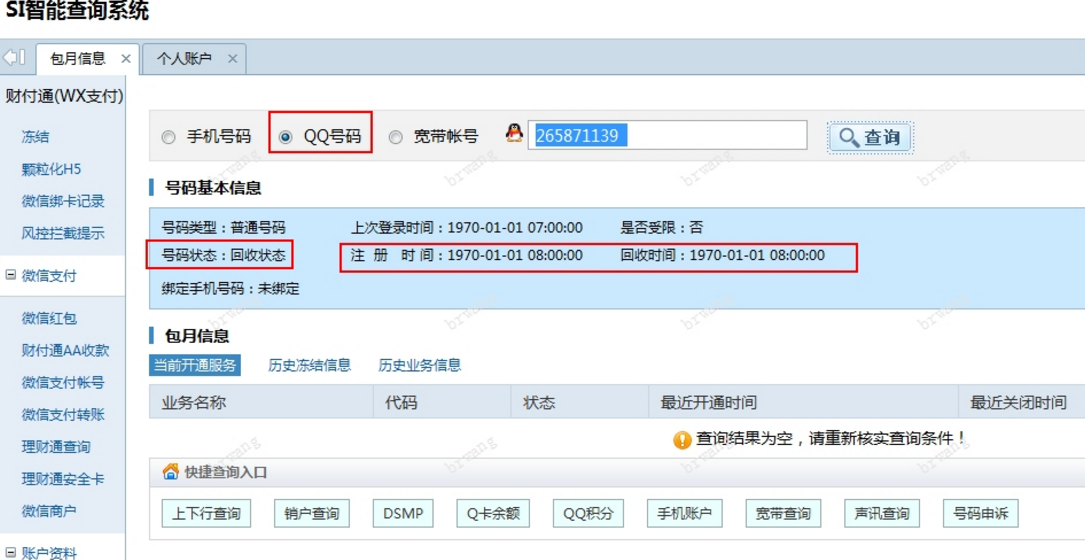 SI智能查询系统
包月信息 × 个人账户 ×
财付通(WX支付)
冻结
颗粒化H5
微信绑卡记录
风控拦截提示
微信支付
微信红包
财付通AA收款
微信支付帐号
微信支付转账
理财通查询
理财通安全卡
微信商户
账户资料
手机号码 QQ号码 宽带帐号 265871139 查询
号码基本信息
号码类型：普通号码 上次登录时间：1970-01-01 07:00:00 是否受限：否
号码状态：回收状态 注 册 时 间：1970-01-01 08:00:00 回收时间：1970-01-01 08:00:00
绑定手机号码：未绑定
包月信息
当前开通服务 历史冻结信息 历史业务信息
业务名称 代码 状态 最近开通时间 最近关闭时间
查询结果为空，请重新核实查询条件！
快捷查询入口
上下行查询 销户查询 DSMP Q卡余额 QQ积分 手机账户 宽带查询 声讯查询 号码申诉
brwang brwang brwang brwang
brwang brwang brwang brwang
brwang brwang brwang brwang